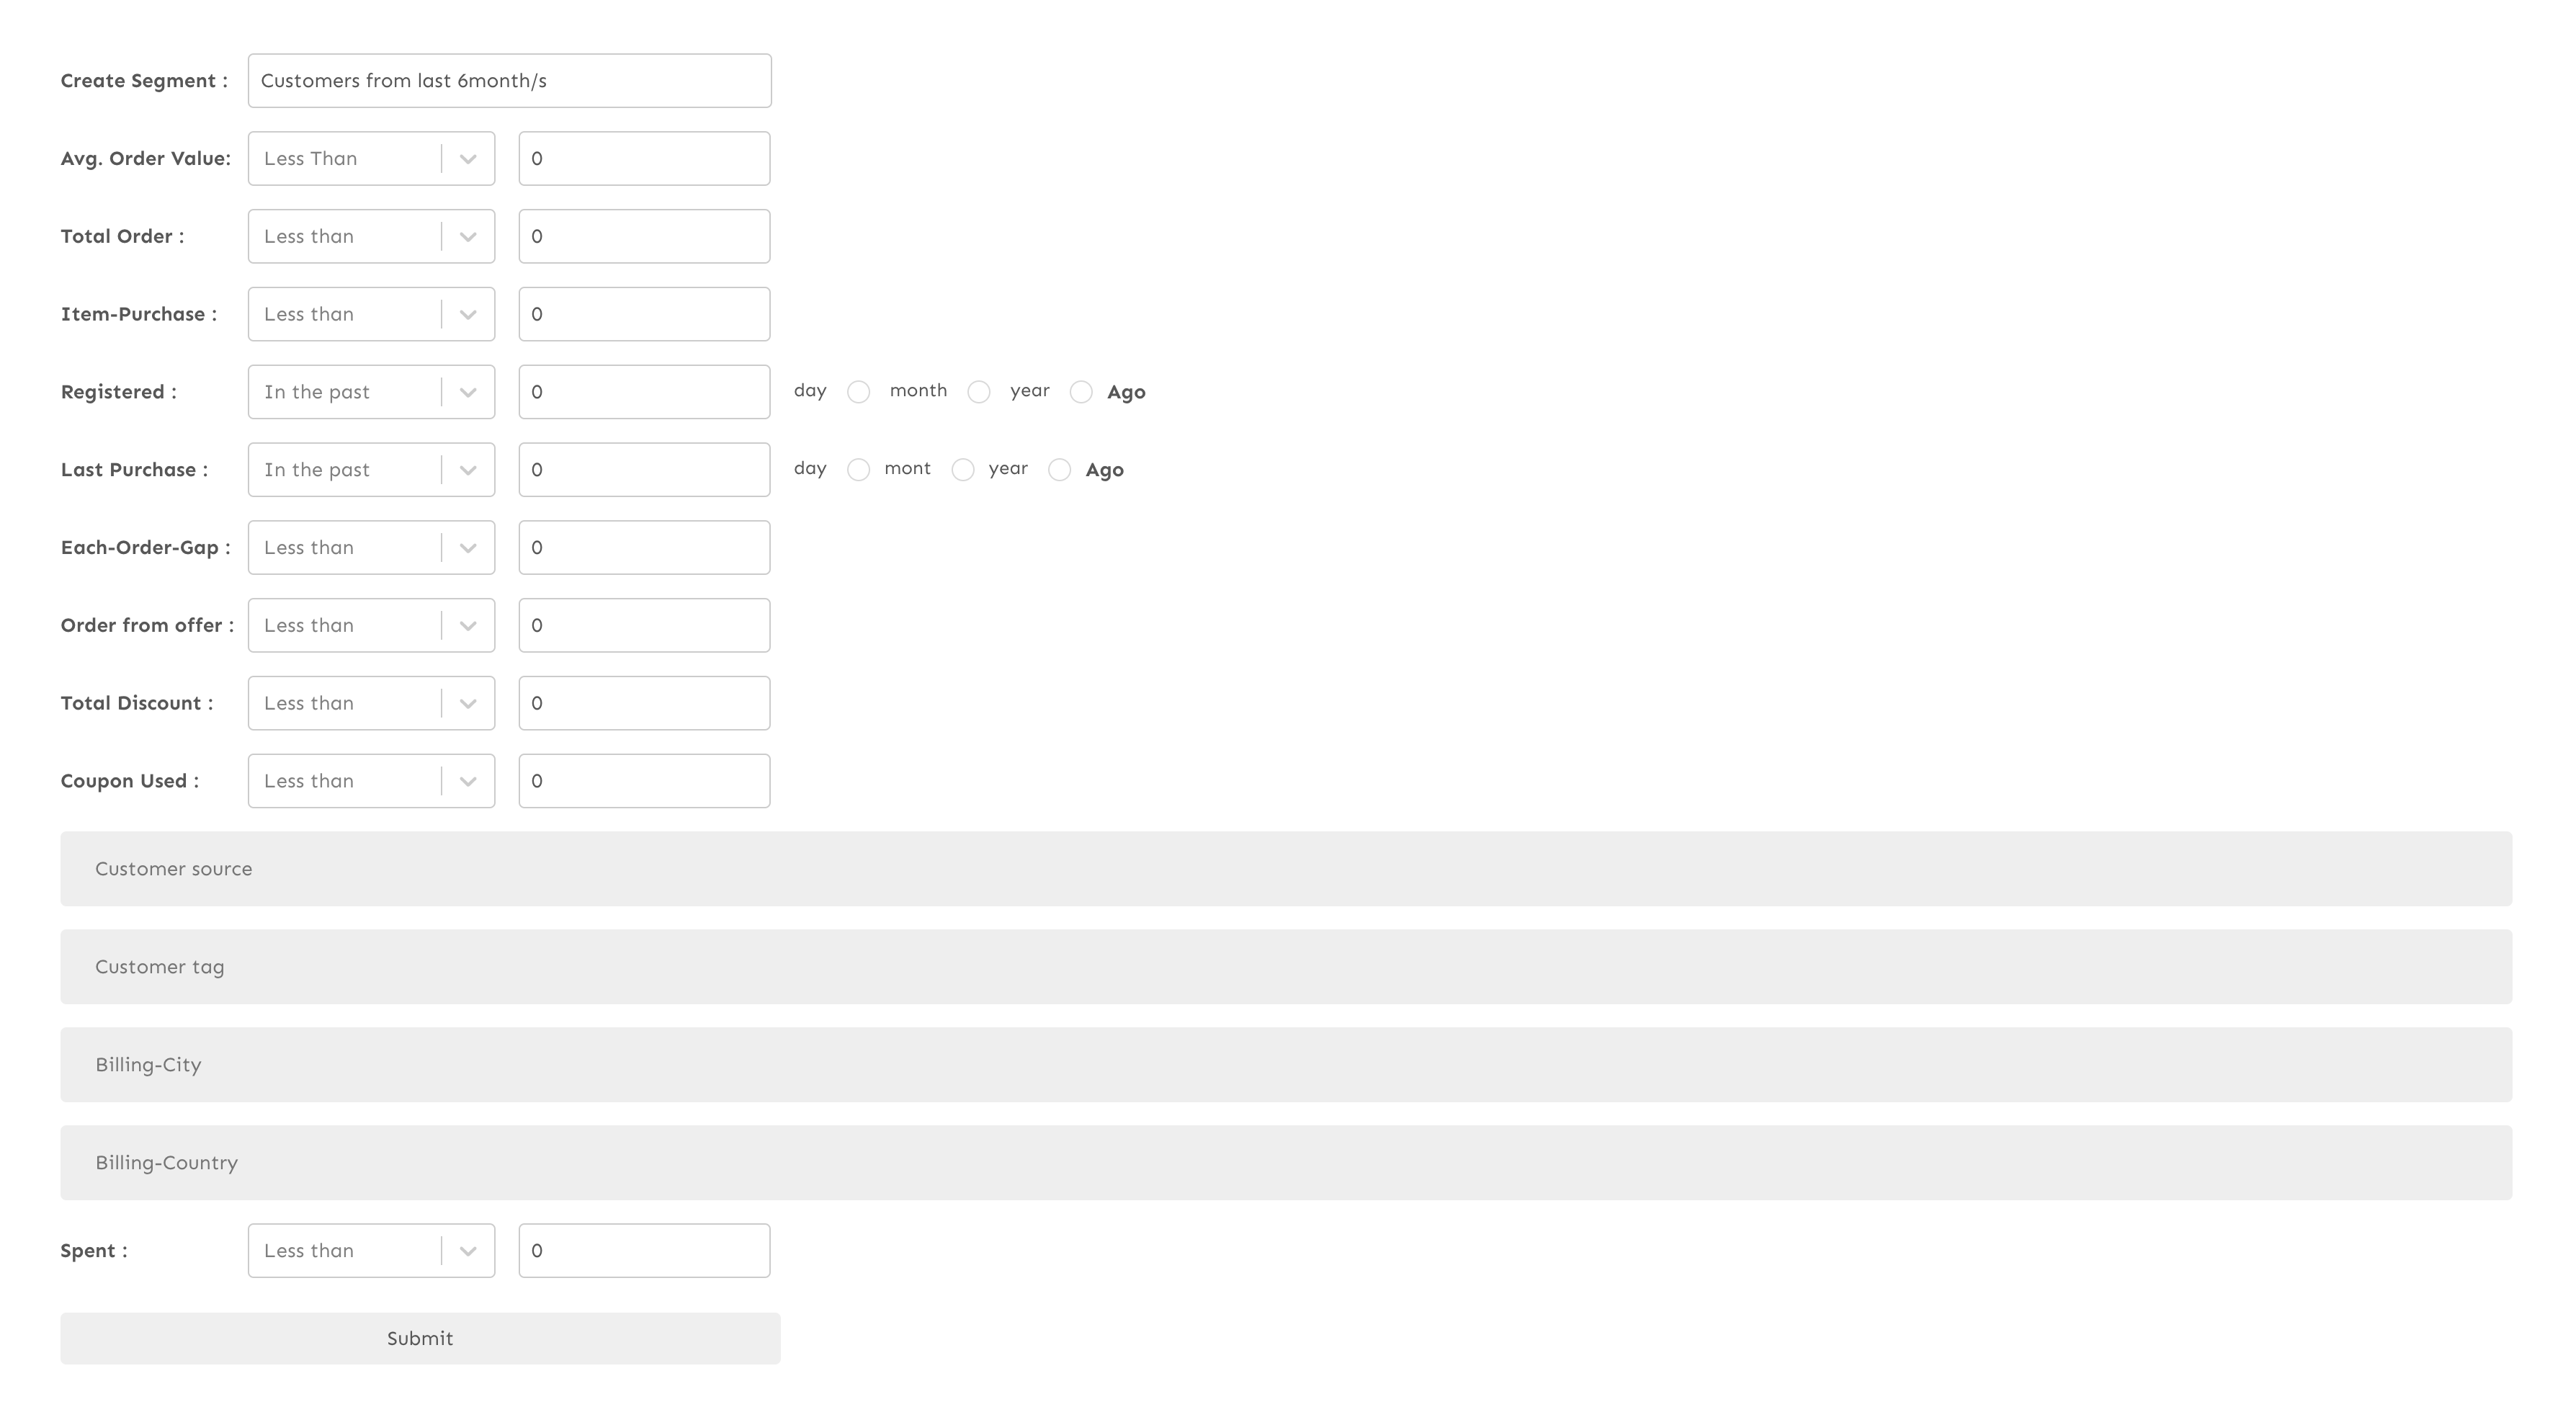 Create Segment : Customers from last 6month/s
Avg. Order Value: Less Than 0
Total Order : Less than 0
Item-Purchase : Less than 0
Registered : In the past 0 day month year Ago
Last Purchase : In the past 0 day mont year Ago
Each-Order-Gap : Less than 0
Order from offer : Less than 0
Total Discount : Less than 0
Coupon Used : Less than 0
Customer source
Customer tag
Billing-City
Billing-Country
Spent : Less than 0
Submit